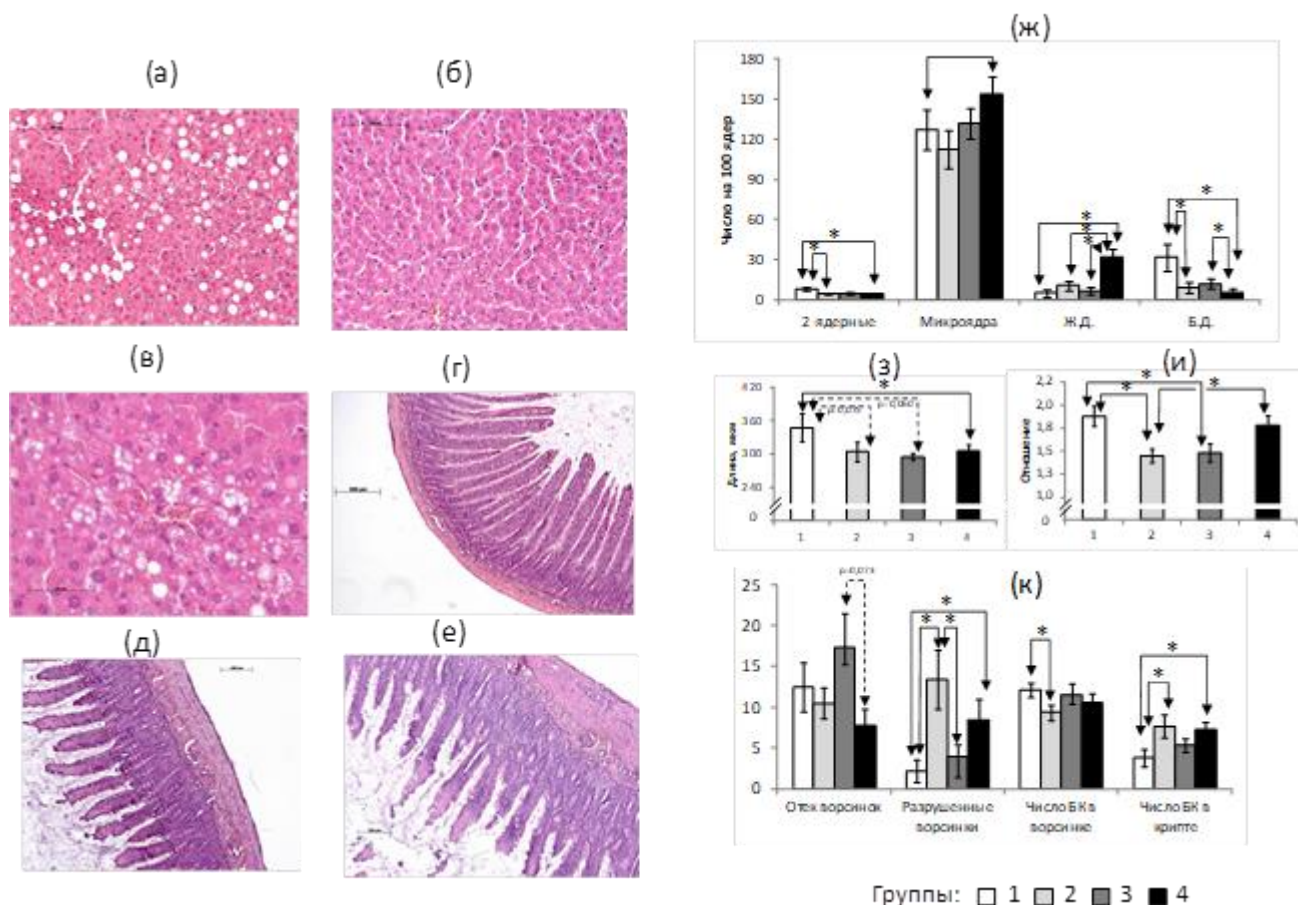 (а)
(б)
(в)
(г)
(д)
(е)
(ж)
Число на 100 ядер
180
150
120
90
60
30
0
* * * * * * * *
2 ядерные Микроядра Ж.Д. Б.Д.
(з)
Длина, мкм
420
360
300
240
0
*
1 2 3 4
(и)
Отношение
2,2
2,0
1,8
1,5
1,3
1,0
0
* * *
1 2 3 4
(к)
25
20
15
10
5
0
* * * * * *
Отек ворсинок Разрушенные ворсинки Число БК в ворсинке Число БК в крипте
Группы: 1 2 3 4